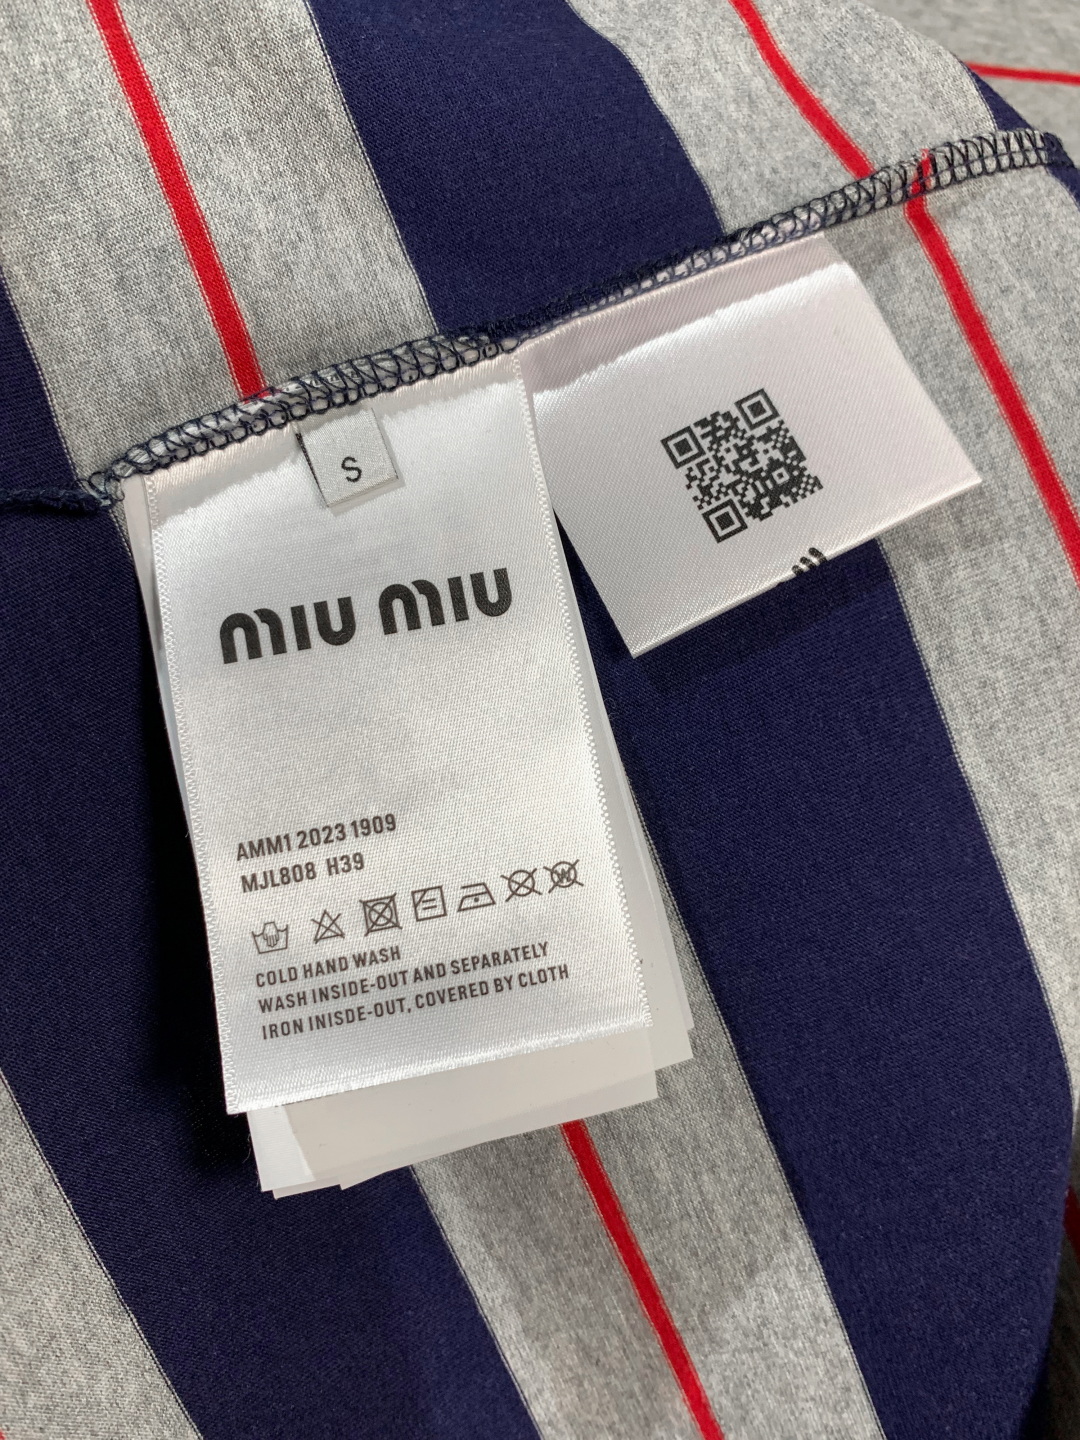 S
MIU MIU
AMM1 2023 1909
MJL808 H39
COLD HAND WASH
WASH INSIDE-OUT AND SEPARATELY
IRON INISDE-OUT, COVERED BY CLOTH